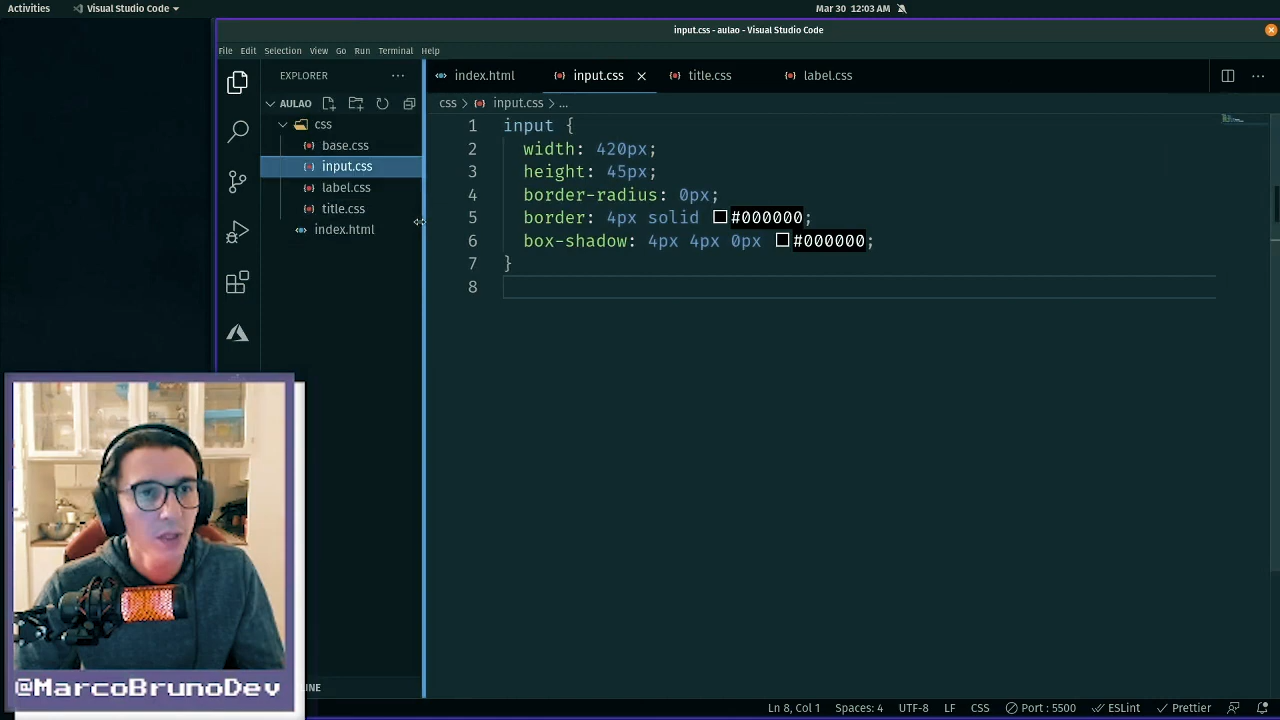 Activities
Visual Studio Code
Mar 30 12:03 AM
input.css - aulao - Visual Studio Code
File Edit Selection View Go Run Terminal Help
EXPLORER
AULAO
css
base.css
input.css
label.css
title.css
index.html
index.html
input.css
title.css
label.css
css > input.css > ...
1 input {
2 width: 420px;
3 height: 45px;
4 border-radius: 0px;
5 border: 4px solid #000000;
6 box-shadow: 4px 4px 0px #000000;
7 }
8
@MarcoBrunoDev
Ln 8, Col 1 Spaces: 4 UTF-8 LF CSS Port : 5500 ESLint Prettier